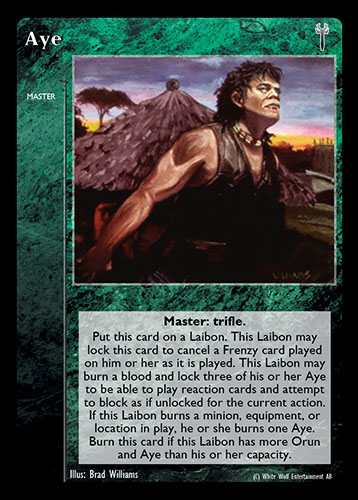 Aye
MASTER
Master: trifle.
Put this card on a Laibon. This Laibon may
lock this card to cancel a Frenzy card played
on him or her as it is played. This Laibon may
burn a blood and lock three of his or her Aye
to be able to play reaction cards and attempt
to block as if unlocked for the current action.
If this Laibon burns a minion, equipment, or
location in play, he or she burns one Aye.
Burn this card if this Laibon has more Orun
and Aye than his or her capacity.
Illus: Brad Williams
(C) White Wolf Entertainment AB